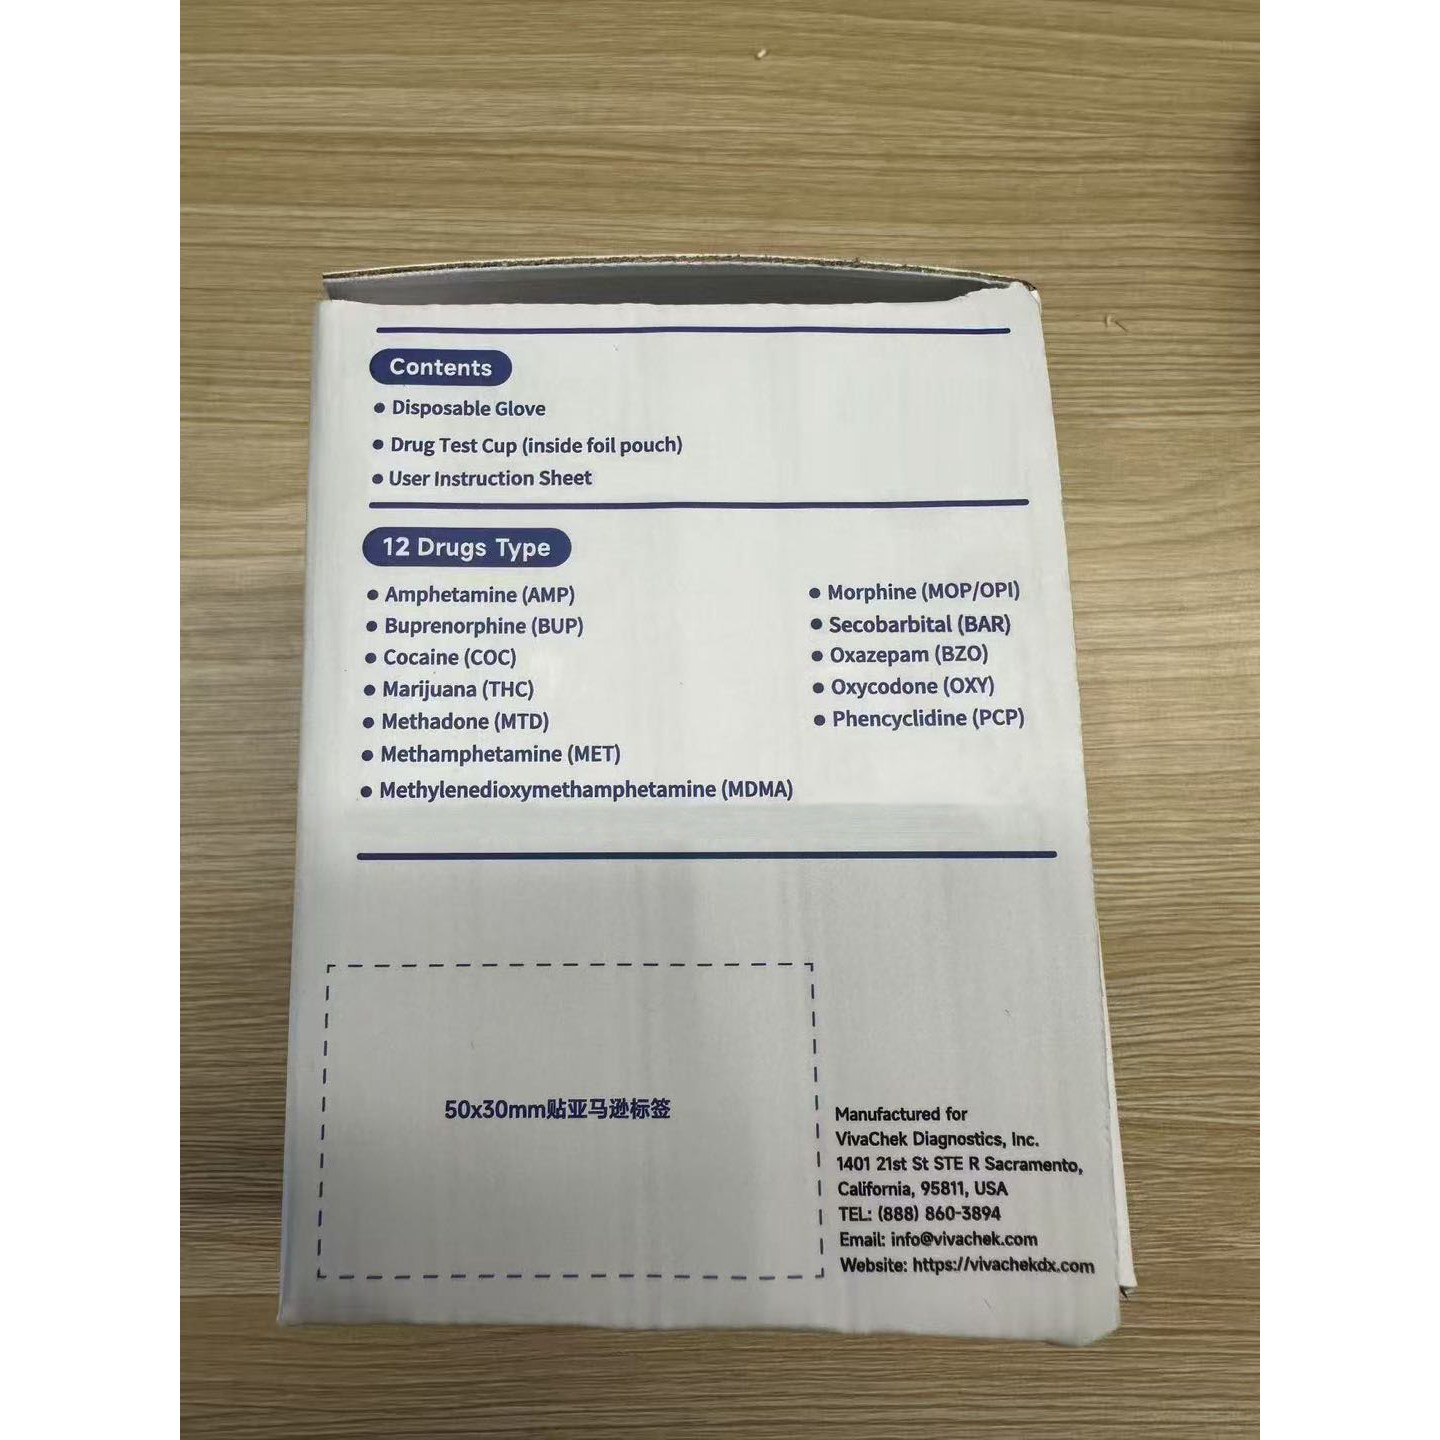 Contents
● Disposable Glove
● Drug Test Cup (inside foil pouch)
● User Instruction Sheet
12 Drugs Type
● Amphetamine (AMP)
● Buprenorphine (BUP)
● Cocaine (COC)
● Marijuana (THC)
● Methadone (MTD)
● Methamphetamine (MET)
● Methylenedioxymethamphetamine (MDMA)
● Morphine (MOP/OPI)
● Secobarbital (BAR)
● Oxazepam (BZO)
● Oxycodone (OXY)
● Phencyclidine (PCP)
50x30mm贴亚马逊标签
Manufactured for
VivaChek Diagnostics, Inc.
1401 21st St STE R Sacramento,
California, 95811, USA
TEL: (888) 860-3894
Email: info@vivachek.com
Website: https://vivachekdx.com